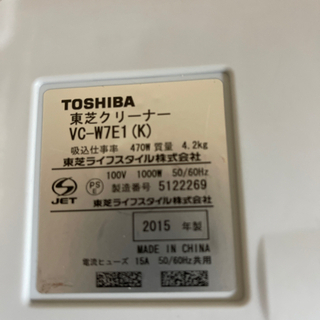 TOSHIBA
東芝クリーナー
VC-W7E1(K)
吸込仕事率 470W 質量 4.2kg
東芝ライフスタイル株式会社
100V 1000W 50/60Hz
製造番号 5122269
JET
PS
E
東芝ライフスタイル株式会社
2015 年製
MADE IN CHINA
電流ヒューズ 15A 50/60Hz共用